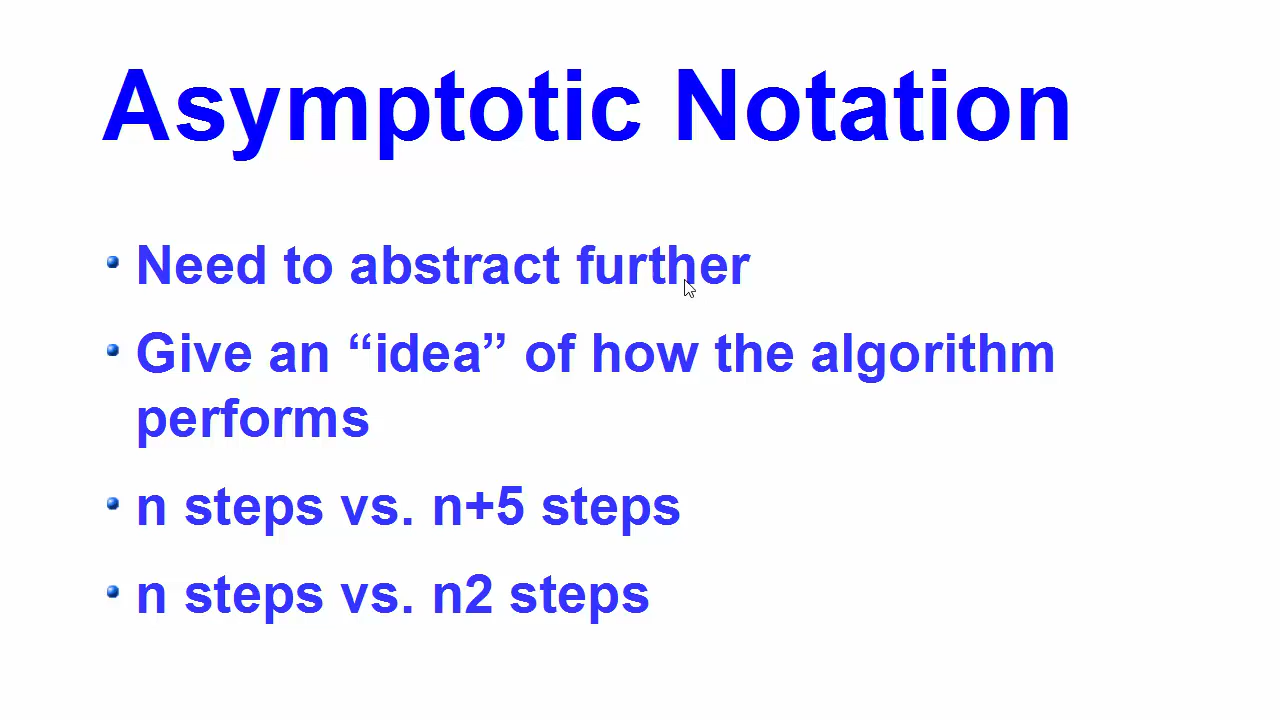 Asymptotic Notation
• Need to abstract further
• Give an “idea” of how the algorithm
performs
• n steps vs. n+5 steps
• n steps vs. n2 steps